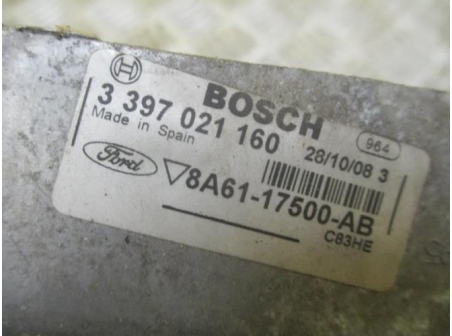 BOSCH
3 397 021 160
964
Made in Spain
28/10/08 3
Ford
8A61-17500-AB
C83HE